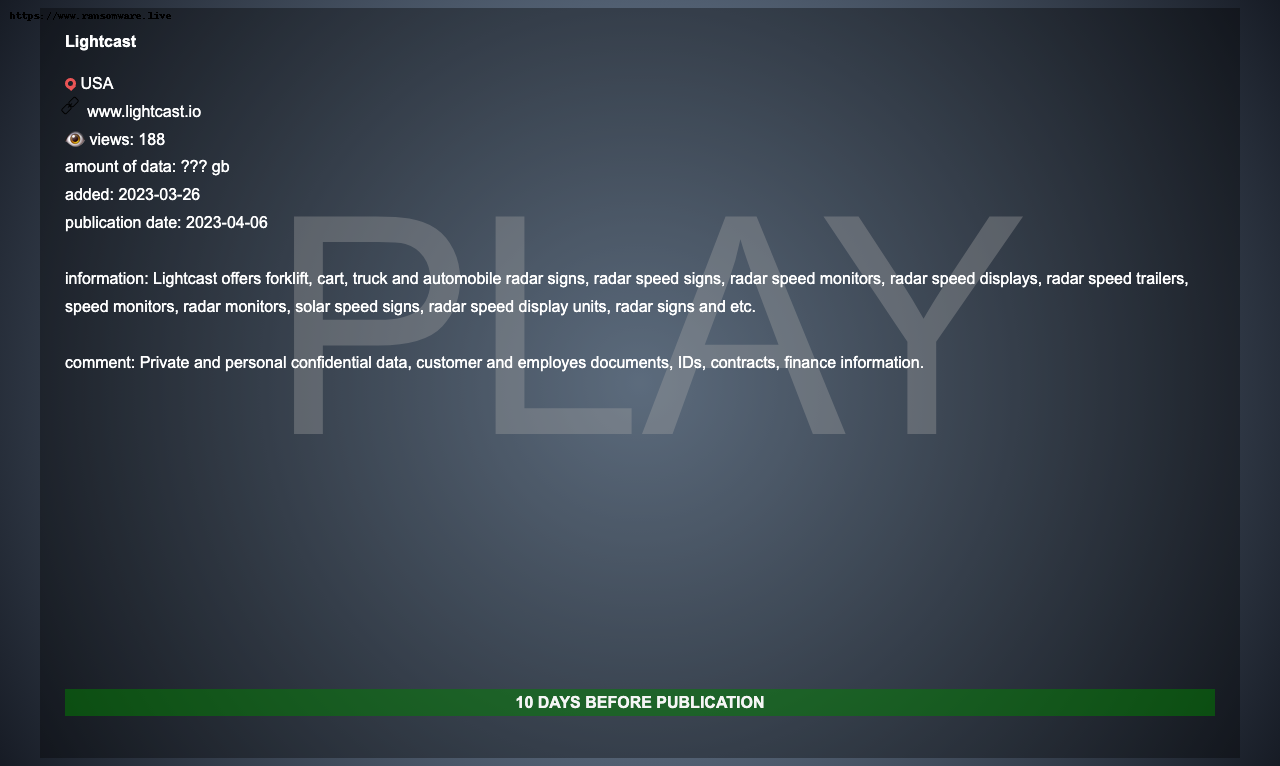 https://www.ransomware.live
Lightcast
USA
www.lightcast.io
views: 188
amount of data: ??? gb
added: 2023-03-26
publication date: 2023-04-06
PLAY
information: Lightcast offers forklift, cart, truck and automobile radar signs, radar speed signs, radar speed monitors, radar speed displays, radar speed trailers,
speed monitors, radar monitors, solar speed signs, radar speed display units, radar signs and etc.
comment: Private and personal confidential data, customer and employes documents, IDs, contracts, finance information.
10 DAYS BEFORE PUBLICATION